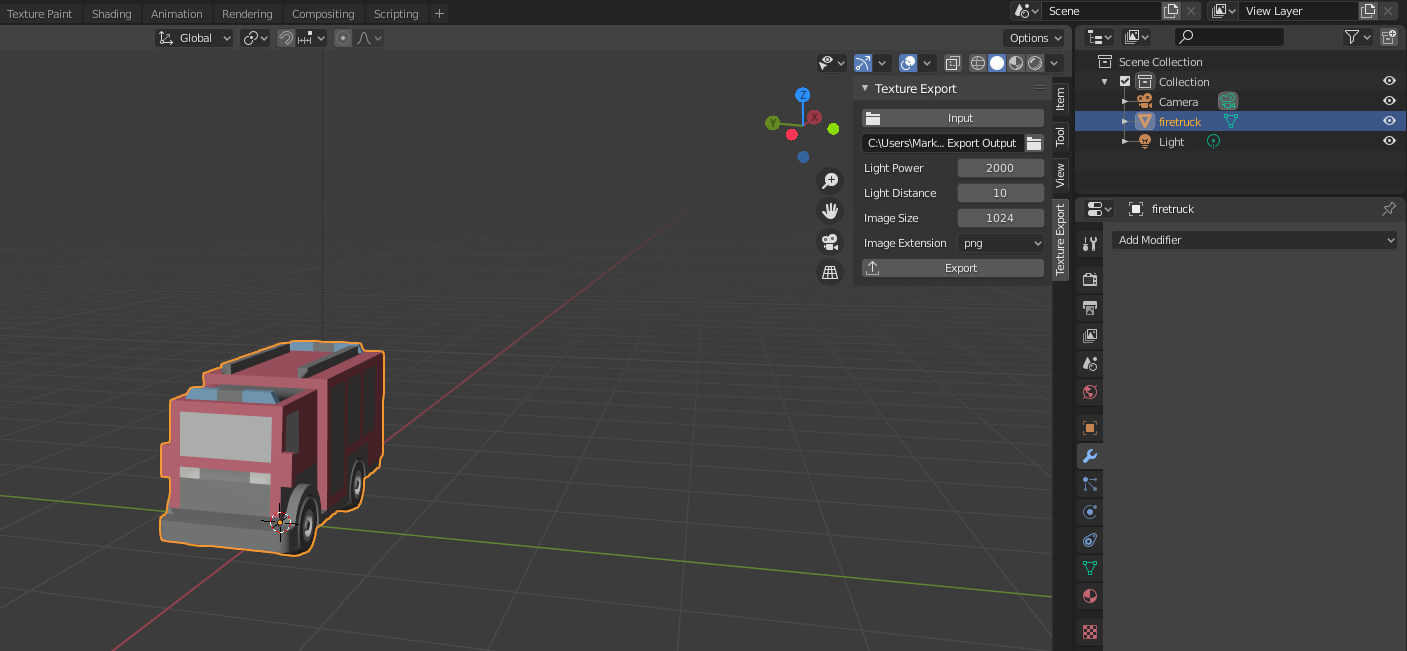 Texture Paint Shading Animation Rendering Compositing Scripting + Scene View Layer
Global Options
Z
Y X
Texture Export
Input
C:\Users\Mark... Export Output
Light Power 2000
Light Distance 10
Image Size 1024
Image Extension png
Export
Item
Tool
View
Texture Export
Scene Collection
Collection
Camera
firetruck
Light
firetruck
Add Modifier